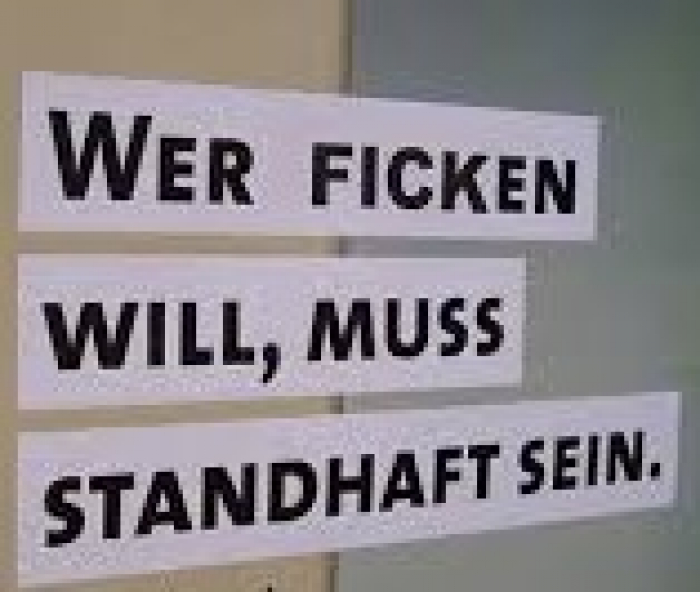 WER FICKEN
WILL, MUSS
STANDHAFT SEIN.